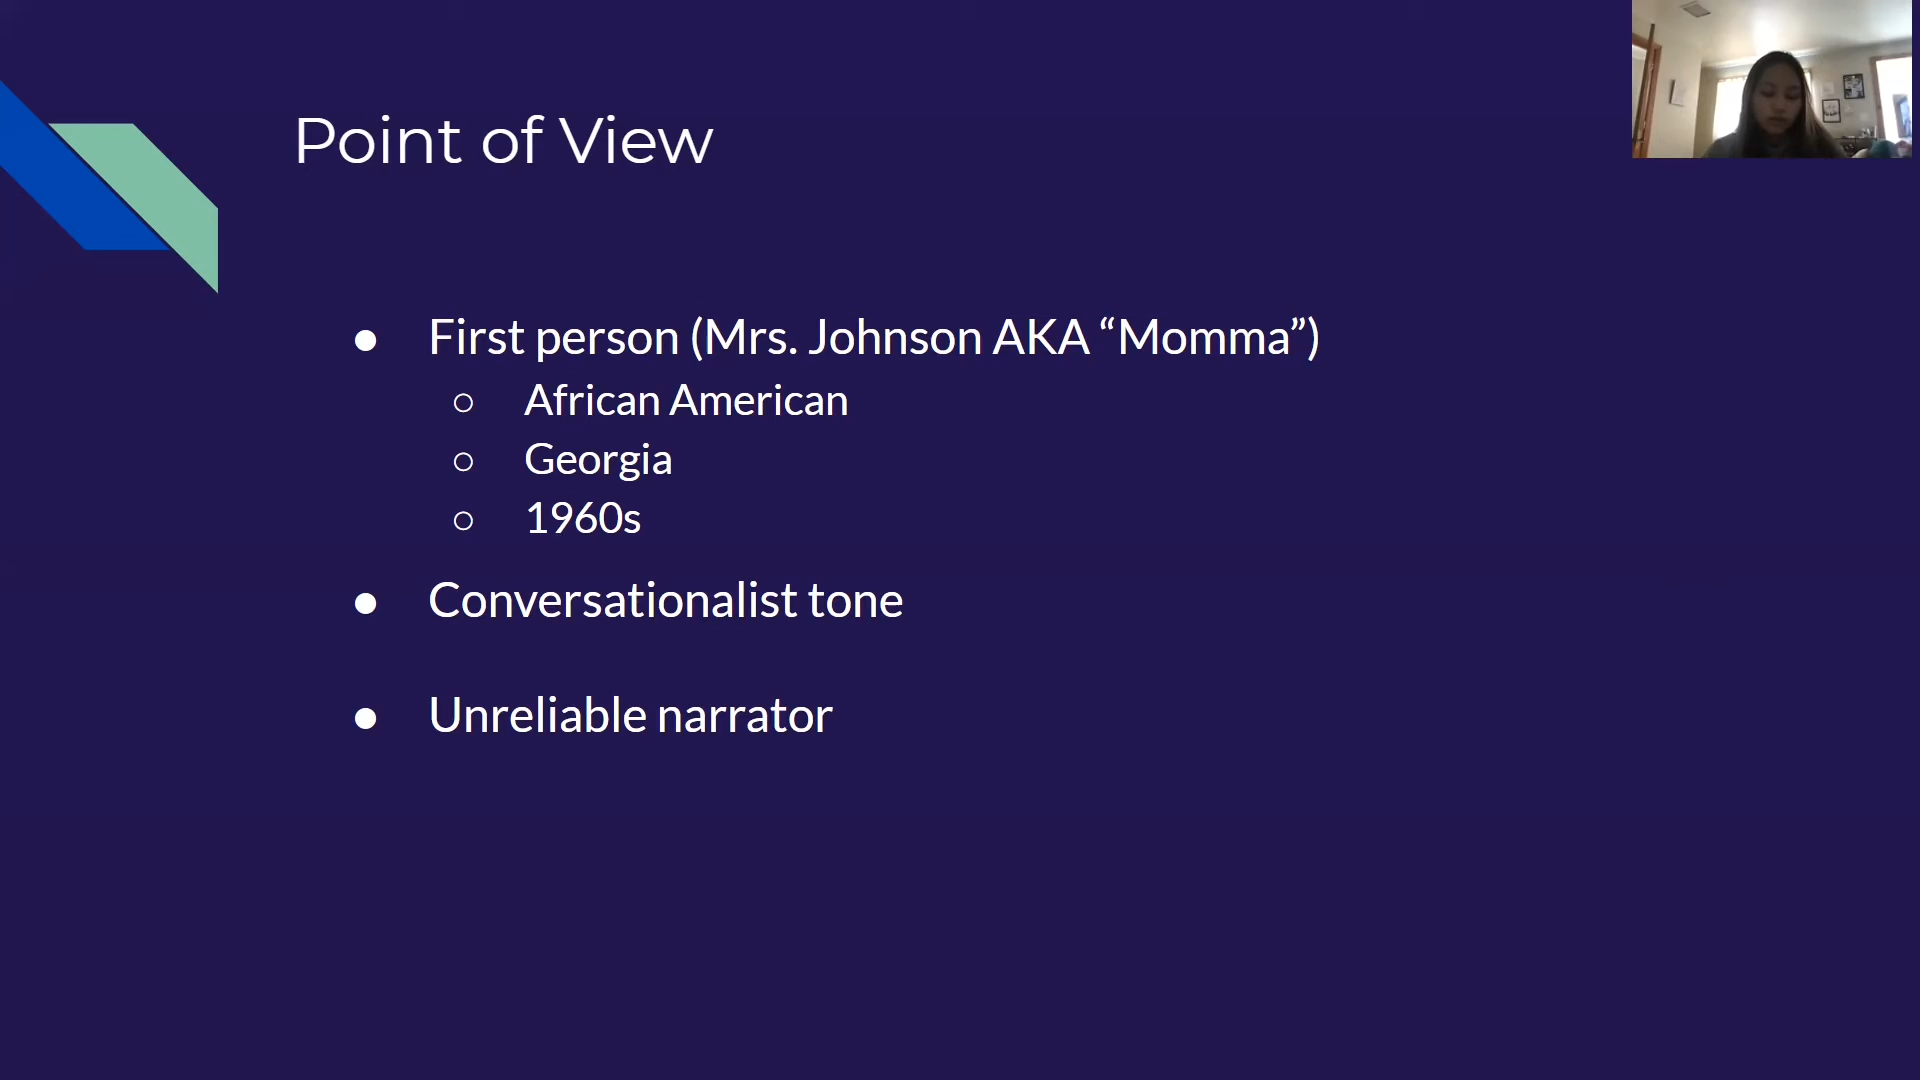 Point of View
● First person (Mrs. Johnson AKA “Momma”)
○ African American
○ Georgia
○ 1960s
● Conversationalist tone
● Unreliable narrator